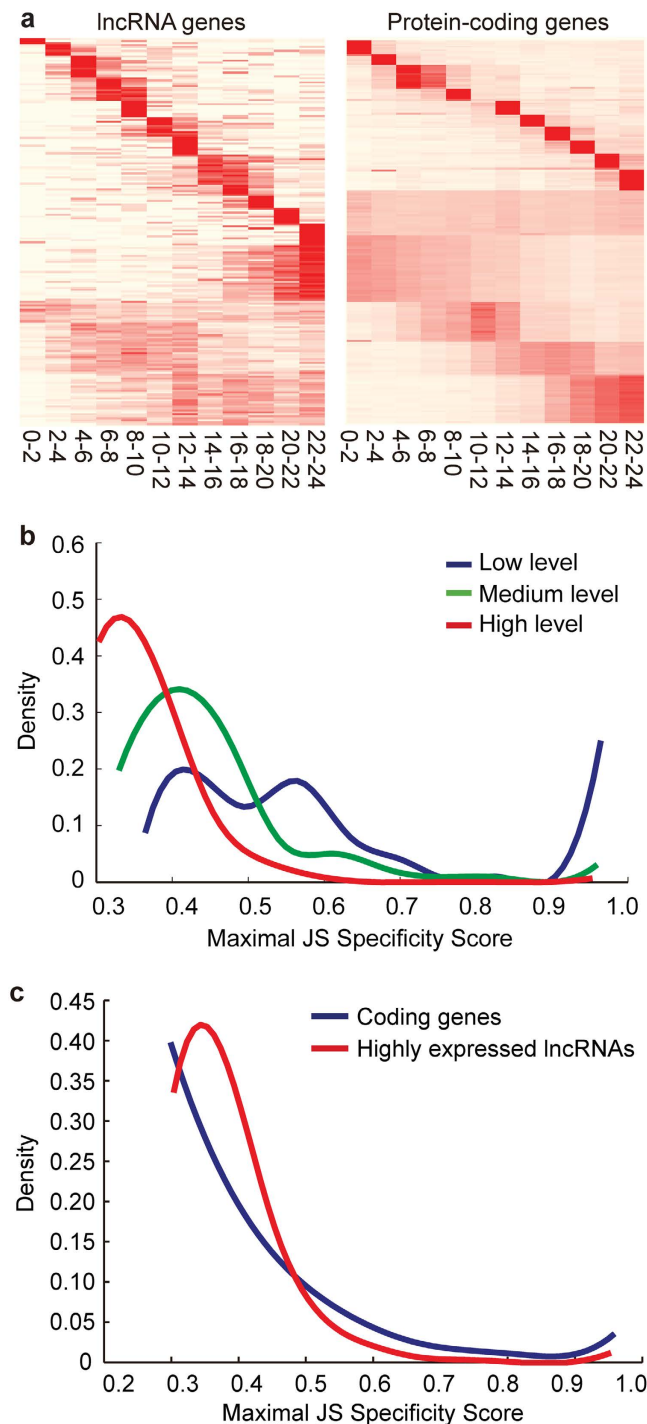 a
lncRNA genes
Protein-coding genes
0-2
2-4
4-6
6-8
8-10
10-12
12-14
14-16
16-18
18-20
20-22
22-24
0-2
2-4
4-6
6-8
8-10
10-12
12-14
14-16
16-18
18-20
20-22
22-24
b
0.6
0.5
0.4
0.3
0.2
0.1
0
Density
Low level
Medium level
High level
0.3 0.4 0.5 0.6 0.7 0.8 0.9 1.0
Maximal JS Specificity Score
c
0.45
0.40
0.35
0.30
0.25
0.20
0.15
0.10
0.05
0
Density
Coding genes
Highly expressed lncRNAs
0.2 0.3 0.4 0.5 0.6 0.7 0.8 0.9 1.0
Maximal JS Specificity Score